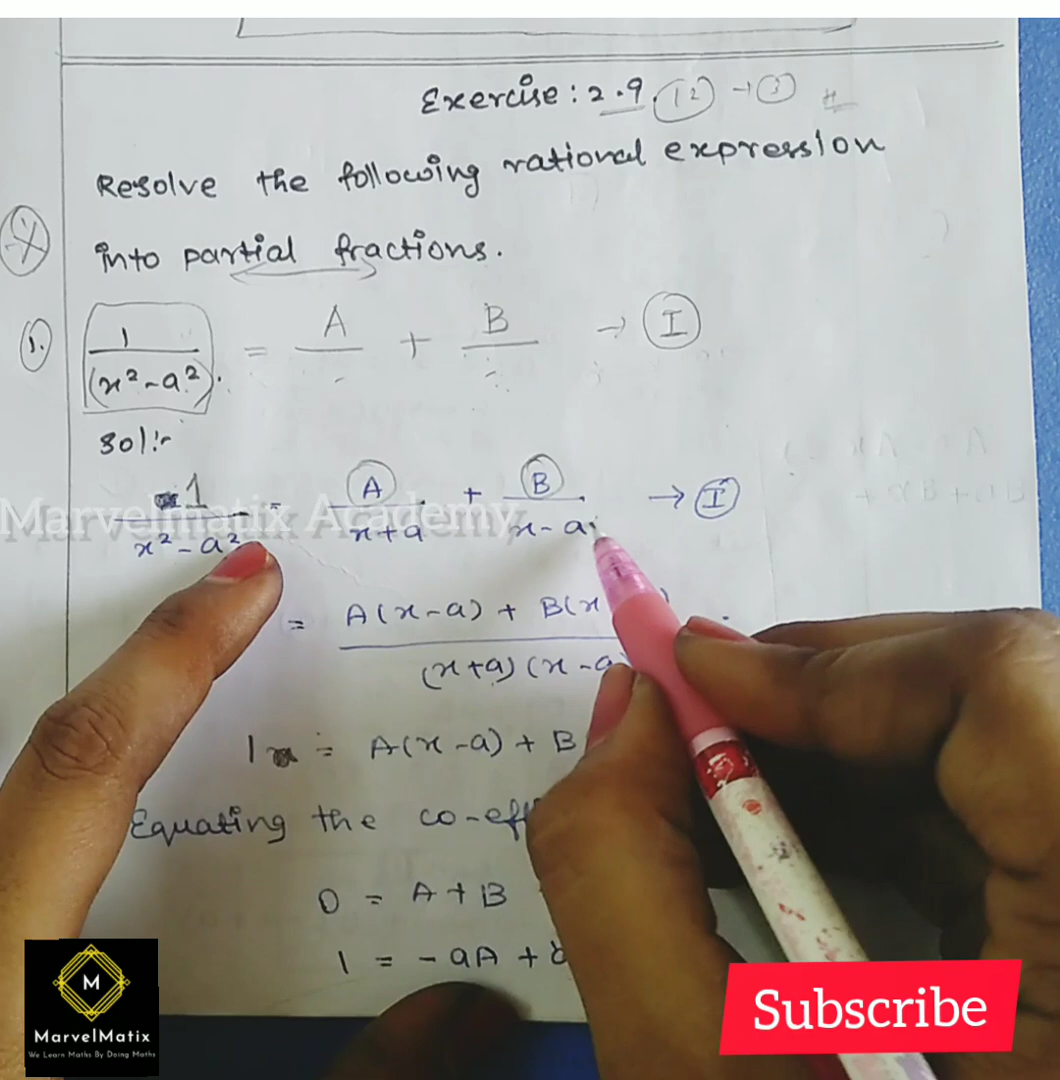 Exercise : 2.9 (12) → (3)
Resolve the following rational expression
into partial fractions.
1. 1/(x²-a²) = A/ + B/ → (I)
Sol:-
1/(x²-a²) = A/(x+a) + B/(x-a) → (I)
Marvelmatix Academy
= A(x-a) + B(x / (x+a)(x-a
1 = A(x-a) + B
Equating the co-eff
0 = A + B
1 = -aA +
M
MarvelMatix
We Learn Maths By Doing Maths
Subscribe